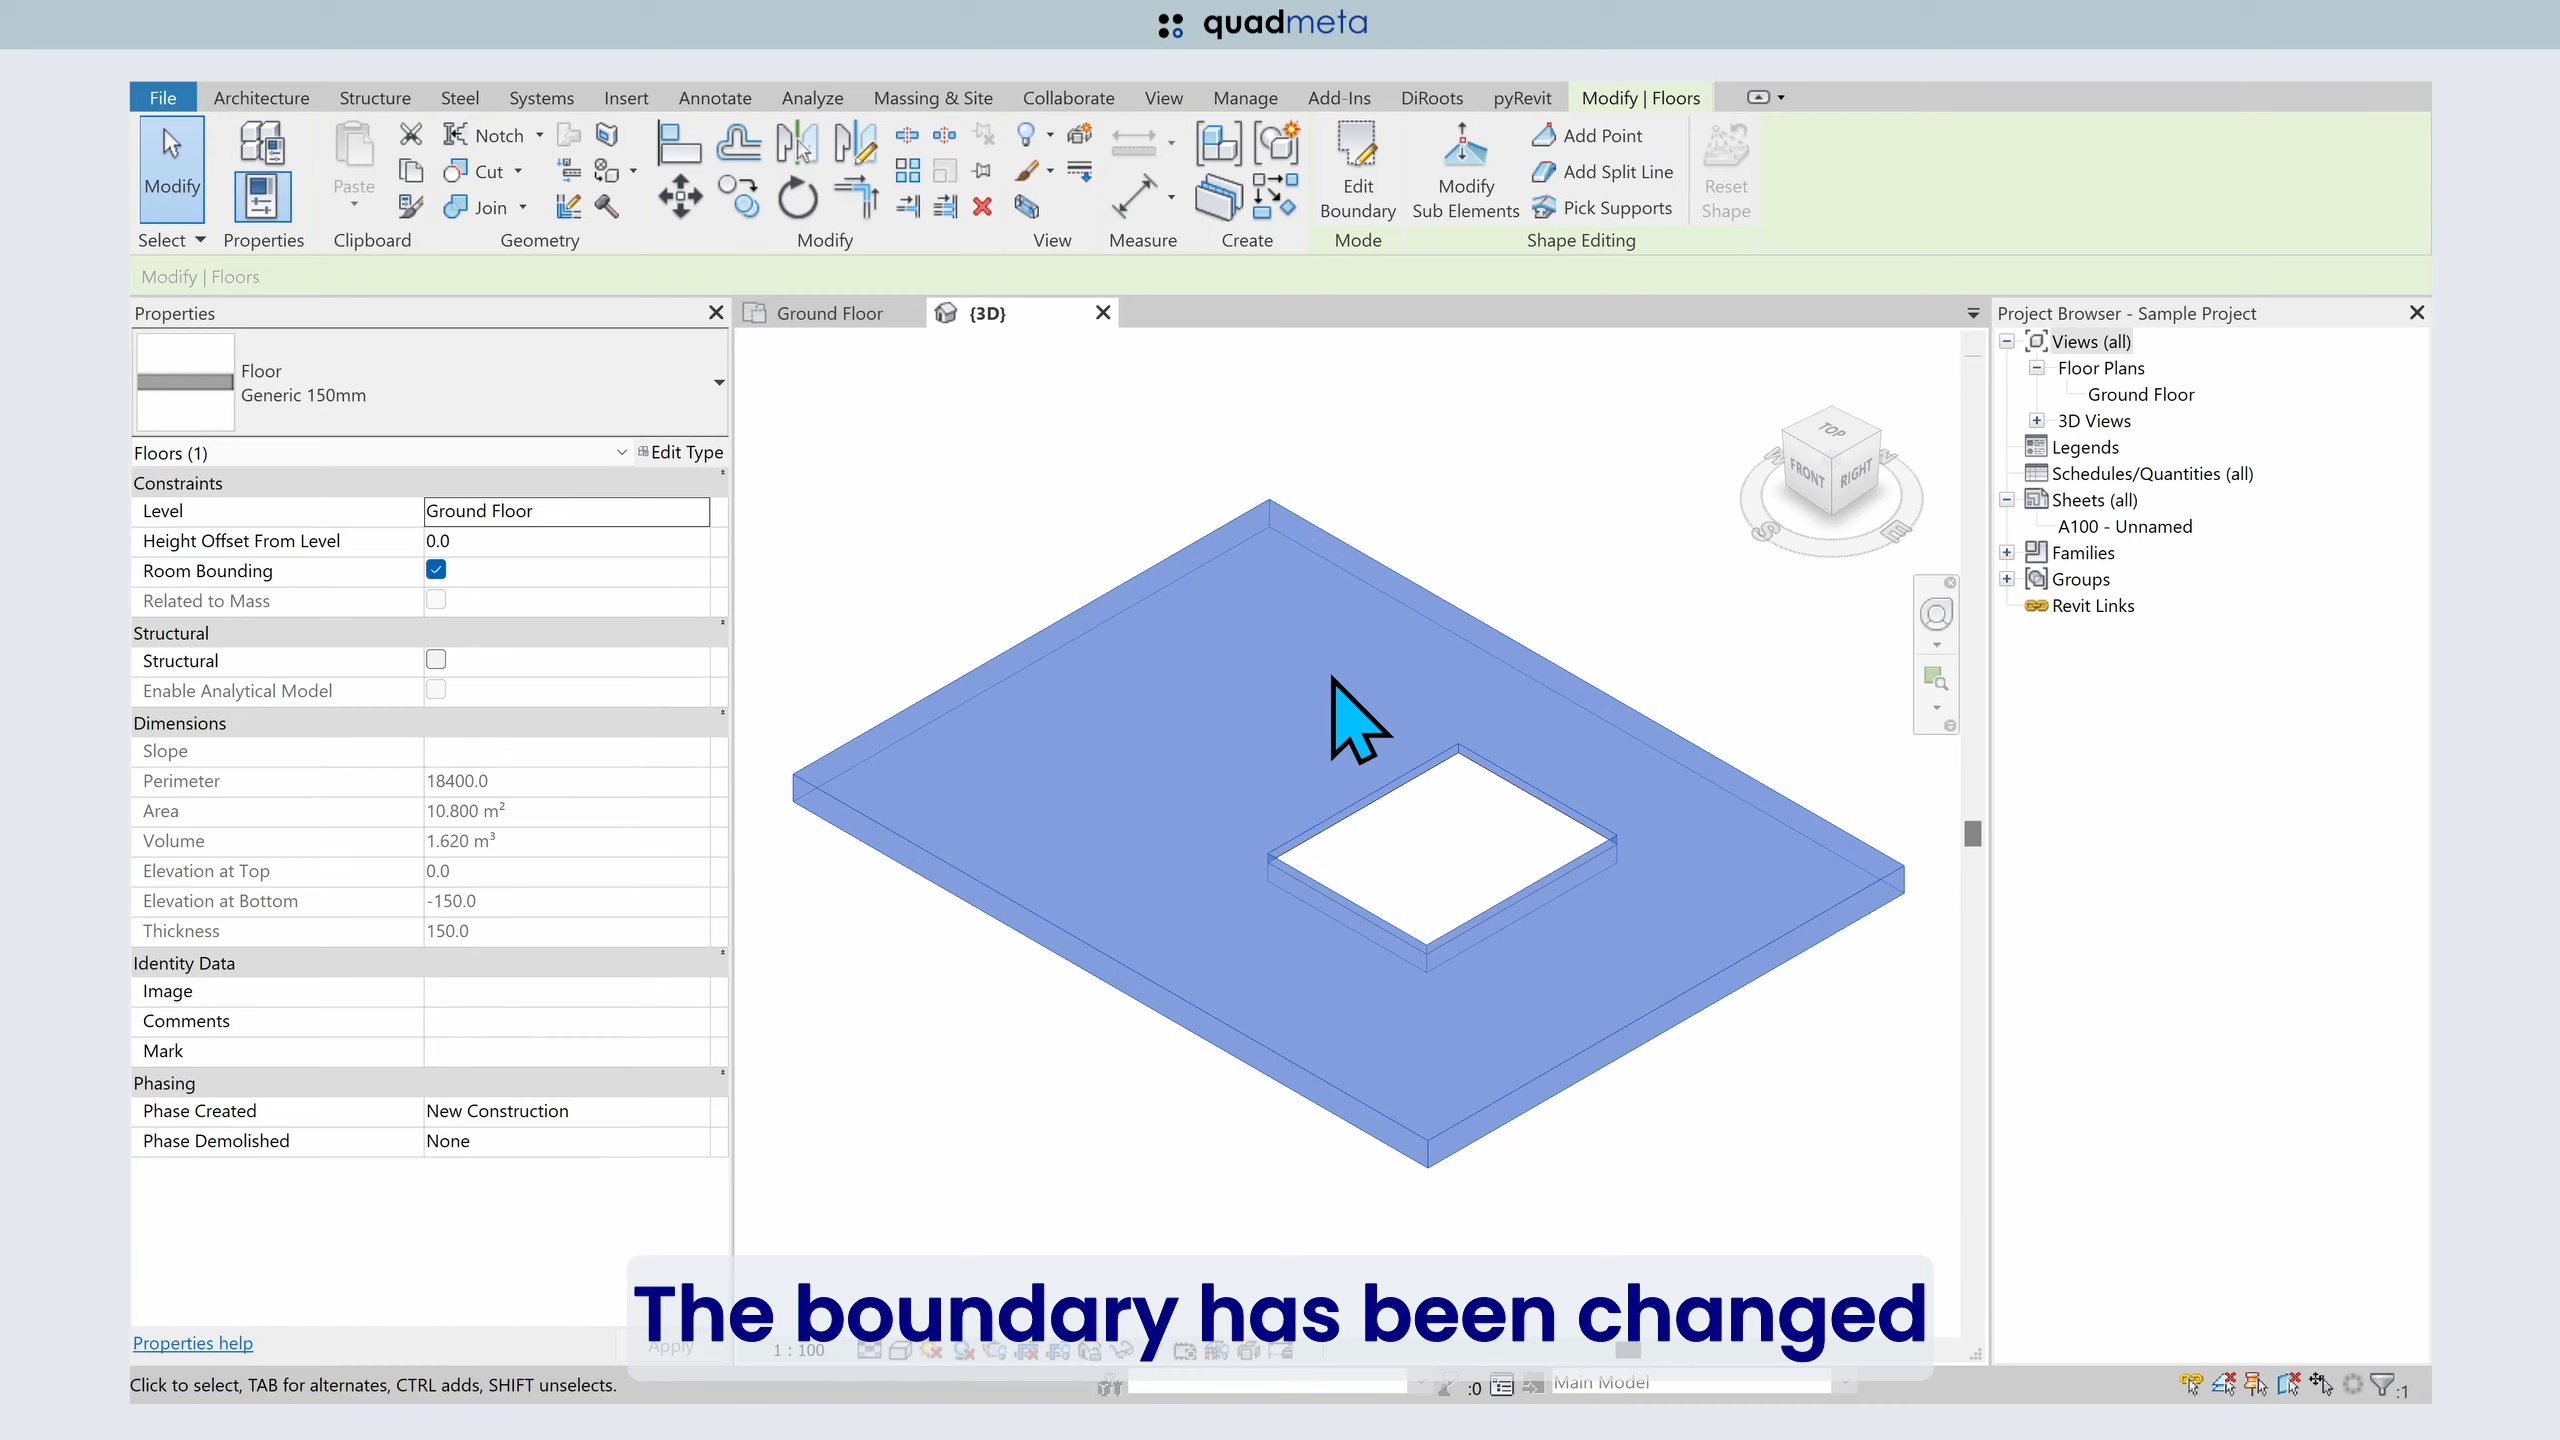 quadmeta
File Architecture Structure Steel Systems Insert Annotate Analyze Massing & Site Collaborate View Manage Add-Ins DiRoots pyRevit Modify | Floors
Modify
Paste
Notch
Cut
Join
Edit
Boundary
Modify
Sub Elements
Add Point
Add Split Line
Pick Supports
Reset
Shape
Select Properties Clipboard Geometry Modify View Measure Create Mode Shape Editing
Modify | Floors
Properties
Floor
Generic 150mm
Floors (1) Edit Type
Constraints
Level Ground Floor
Height Offset From Level 0.0
Room Bounding
Related to Mass
Structural
Structural
Enable Analytical Model
Dimensions
Slope
Perimeter 18400.0
Area 10.800 m²
Volume 1.620 m³
Elevation at Top 0.0
Elevation at Bottom -150.0
Thickness 150.0
Identity Data
Image
Comments
Mark
Phasing
Phase Created New Construction
Phase Demolished None
Properties help
Apply
Ground Floor {3D}
TOP
FRONT RIGHT
S E
Project Browser - Sample Project
Views (all)
Floor Plans
Ground Floor
3D Views
Legends
Schedules/Quantities (all)
Sheets (all)
A100 - Unnamed
Families
Groups
Revit Links
The boundary has been changed
1 : 100
Click to select, TAB for alternates, CTRL adds, SHIFT unselects.
:0
Main Model
:1